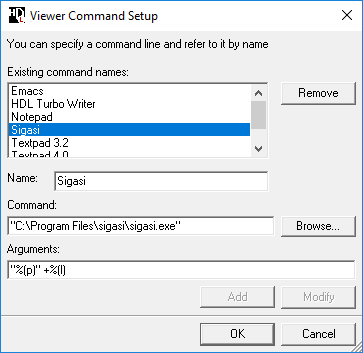 HDL
Viewer Command Setup
You can specify a command line and refer to it by name
Existing command names:
Emacs
HDL Turbo Writer
Notepad
Sigasi
Textpad 3.2
Textpad 4.0
Remove
Name: Sigasi
Command:
"C:\Program Files\sigasi\sigasi.exe"
Browse...
Arguments:
"%(p)" +%(l)
Add Modify
OK Cancel